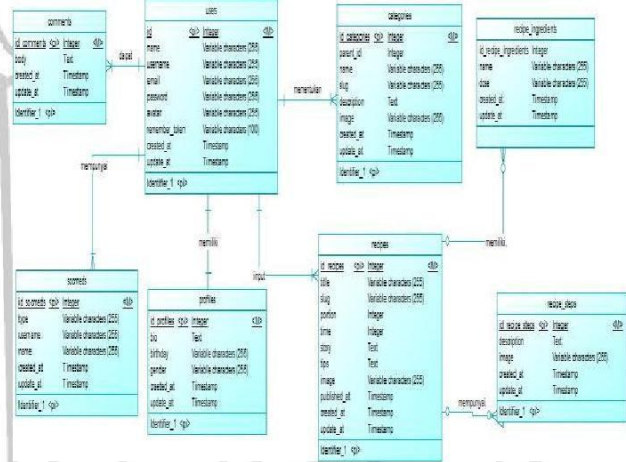 comments
id_comments <pi> Integer <M>
body Text
created_at Timestamp
update_at Timestamp
Identifier_1 <pi>
dapat
users
id <pi> Integer <M>
name Variable characters (255)
username Variable characters (255)
email Variable characters (255)
password Variable characters (255)
avatar Variable characters (255)
remember_token Variable characters (100)
created_at Timestamp
update_at Timestamp
Identifier_1 <pi>
menentukan
categories
id_categories <pi> Integer <M>
parent_id Integer
name Variable characters (255)
slug Variable characters (255)
description Text
image Variable characters (255)
created_at Timestamp
update_at Timestamp
Identifier_1 <pi>
recipe_ingredients
id_recipe_ingredients Integer
name Variable characters (255)
dose Variable characters (255)
created_at Timestamp
update_at Timestamp
mempunyai
memiliki
input
memiliki
socmeds
id_socmeds <pi> Integer <M>
type Variable characters (255)
username Variable characters (255)
name Variable characters (255)
created_at Timestamp
update_at Timestamp
Identifier_1 <pi>
profiles
id_profiles <pi> Integer <M>
bio Text
birthday Variable characters (255)
gender Variable characters (255)
created_at Timestamp
update_at Timestamp
Identifier_1 <pi>
recipes
id_recipes <pi> Integer <M>
title Variable characters (255)
slug Variable characters (255)
portion Integer
time Integer
story Text
tips Text
image Variable characters (255)
published_at Timestamp
created_at Timestamp
update_at Timestamp
Identifier_1 <pi>
mempunyai
recipe_steps
id_recipe_steps <pi> Integer <M>
description Text
image Variable characters (255)
created_at Timestamp
update_at Timestamp
Identifier_1 <pi>